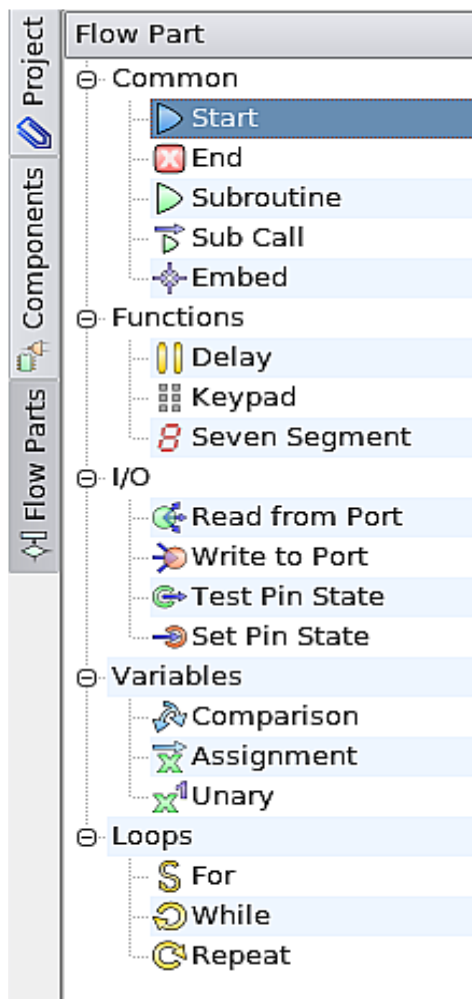 Project
Components
Flow Parts
Flow Part
Common
Start
End
Subroutine
Sub Call
Embed
Functions
Delay
Keypad
Seven Segment
I/O
Read from Port
Write to Port
Test Pin State
Set Pin State
Variables
Comparison
Assignment
Unary
Loops
For
While
Repeat